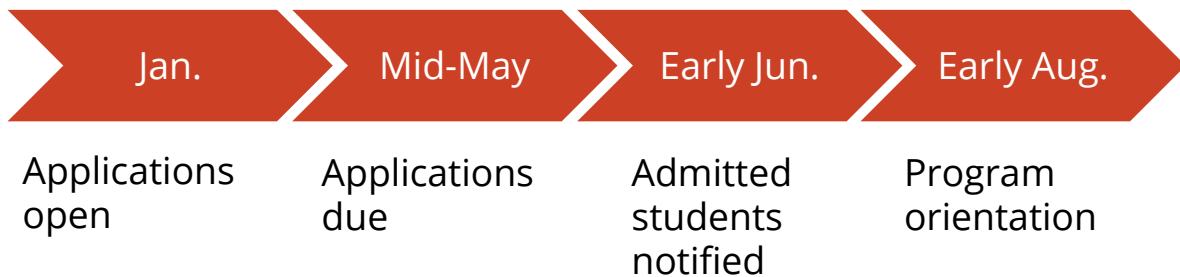 Jan.
Mid-May
Early Jun.
Early Aug.
Applications
open
Applications
due
Admitted
students
notified
Program
orientation